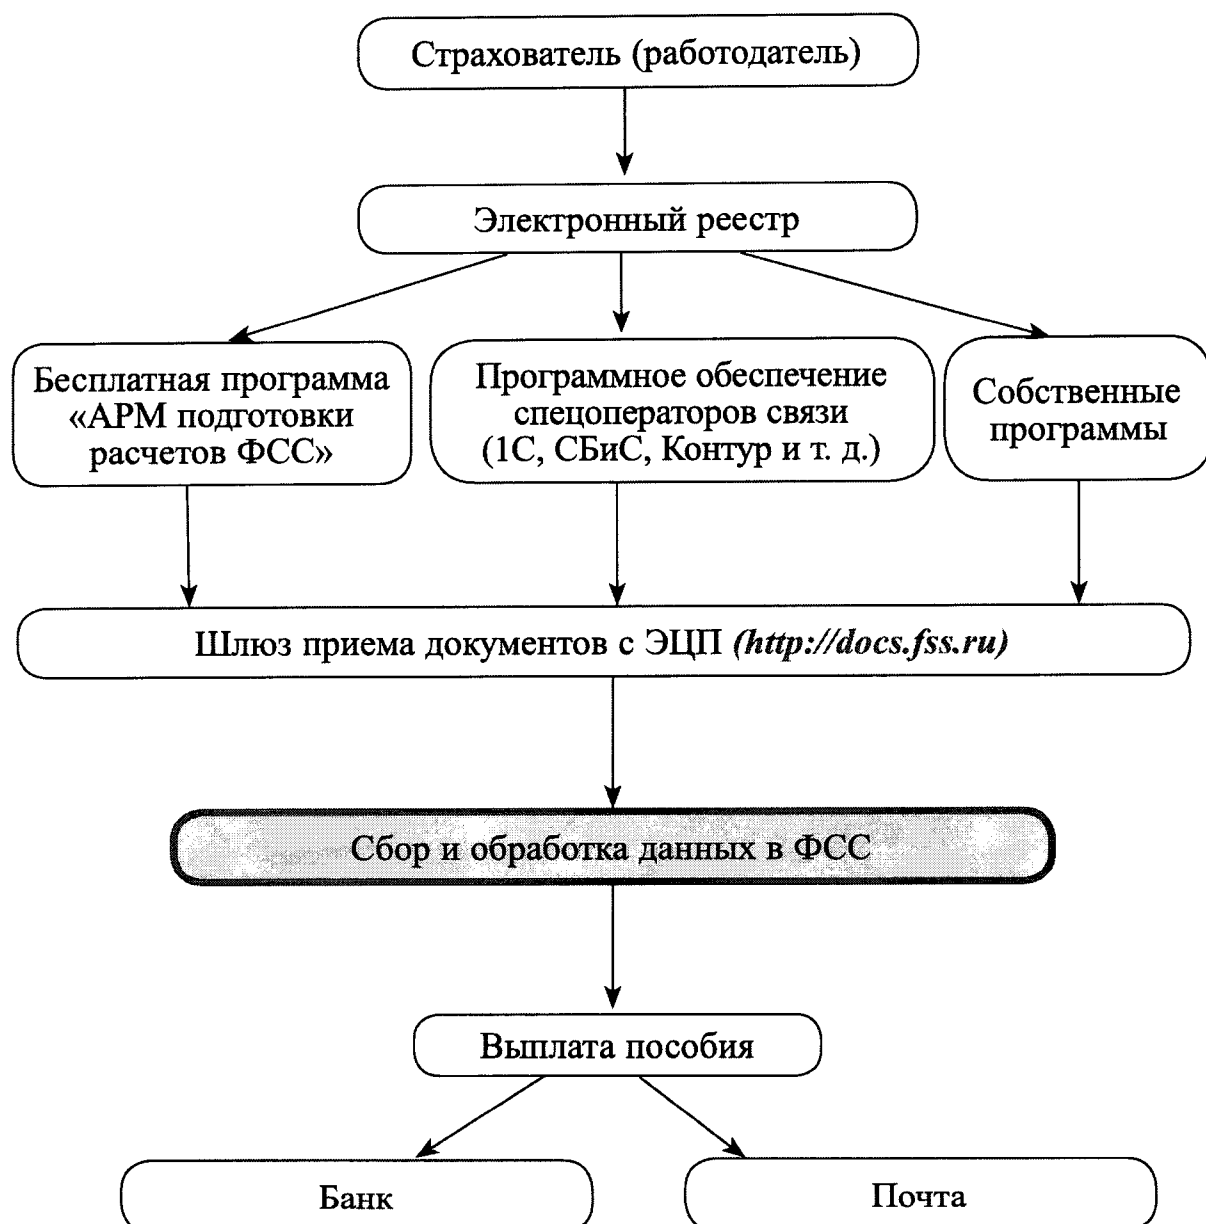 Страхователь (работодатель)
Электронный реестр
Бесплатная программа
«АРМ подготовки
расчетов ФСС»
Программное обеспечение
спецоператоров связи
(1С, СБиС, Контур и т. д.)
Собственные
программы
Шлюз приема документов с ЭЦП (http://docs.fss.ru)
Сбор и обработка данных в ФСС
Выплата пособия
Банк
Почта